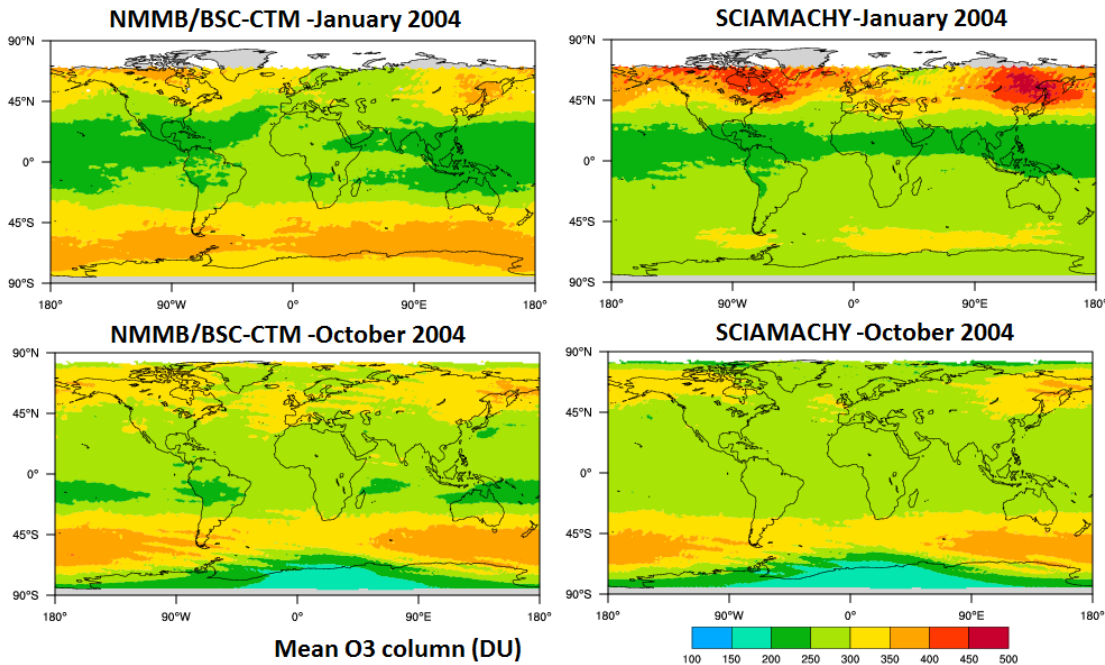 NMMB/BSC-CTM -January 2004
SCIAMACHY-January 2004
90°N
45°N
0°
45°S
90°S
180°
90°W
0°
90°E
180°
90°N
45°N
0°
45°S
90°S
180°
90°W
0°
90°E
180°
NMMB/BSC-CTM -October 2004
SCIAMACHY -October 2004
90°N
45°N
0°
45°S
90°S
180°
90°W
0°
90°E
180°
90°N
45°N
0°
45°S
90°S
180°
90°W
0°
90°E
180°
Mean O3 column (DU)
100 150 200 250 300 350 400 450 500